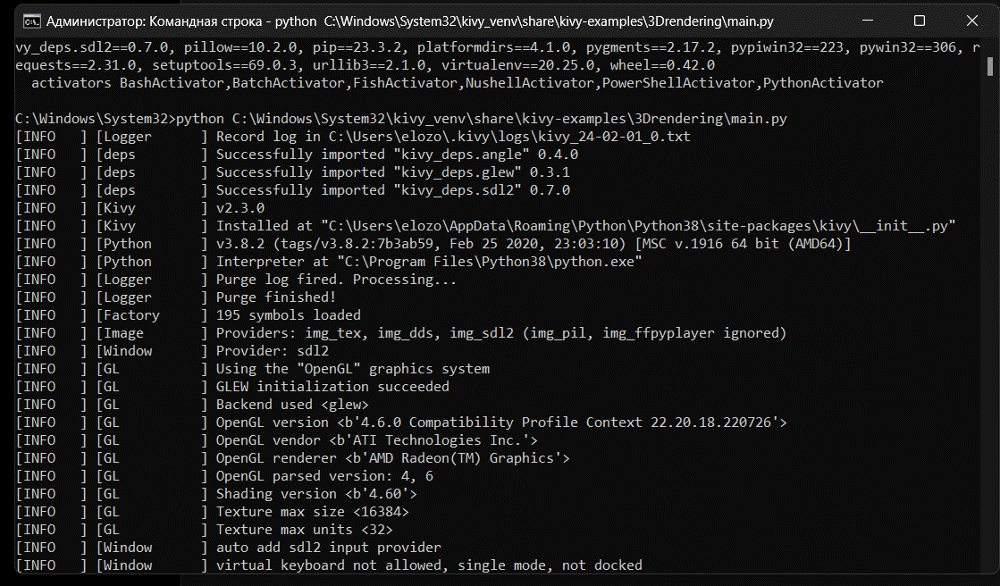 Администратор: Командная строка - python  C:\Windows\System32\kivy_venv\share\kivy-examples\3Drendering\main.py
vy_deps.sdl2==0.7.0, pillow==10.2.0, pip==23.3.2, platformdirs==4.1.0, pygments==2.17.2, pypiwin32==223, pywin32==306, r
equests==2.31.0, setuptools==69.0.3, urllib3==2.1.0, virtualenv==20.25.0, wheel==0.42.0
  activators BashActivator,BatchActivator,FishActivator,NushellActivator,PowerShellActivator,PythonActivator
C:\Windows\System32>python C:\Windows\System32\kivy_venv\share\kivy-examples\3Drendering\main.py
[INFO   ] [Logger      ] Record log in C:\Users\elozo\.kivy\logs\kivy_24-02-01_0.txt
[INFO   ] [deps        ] Successfully imported "kivy_deps.angle" 0.4.0
[INFO   ] [deps        ] Successfully imported "kivy_deps.glew" 0.3.1
[INFO   ] [deps        ] Successfully imported "kivy_deps.sdl2" 0.7.0
[INFO   ] [Kivy        ] v2.3.0
[INFO   ] [Kivy        ] Installed at "C:\Users\elozo\AppData\Roaming\Python\Python38\site-packages\kivy\__init__.py"
[INFO   ] [Python      ] v3.8.2 (tags/v3.8.2:7b3ab59, Feb 25 2020, 23:03:10) [MSC v.1916 64 bit (AMD64)]
[INFO   ] [Python      ] Interpreter at "C:\Program Files\Python38\python.exe"
[INFO   ] [Logger      ] Purge log fired. Processing...
[INFO   ] [Logger      ] Purge finished!
[INFO   ] [Factory     ] 195 symbols loaded
[INFO   ] [Image       ] Providers: img_tex, img_dds, img_sdl2 (img_pil, img_ffpyplayer ignored)
[INFO   ] [Window      ] Provider: sdl2
[INFO   ] [GL          ] Using the "OpenGL" graphics system
[INFO   ] [GL          ] GLEW initialization succeeded
[INFO   ] [GL          ] Backend used <glew>
[INFO   ] [GL          ] OpenGL version <b'4.6.0 Compatibility Profile Context 22.20.18.220726'>
[INFO   ] [GL          ] OpenGL vendor <b'ATI Technologies Inc.'>
[INFO   ] [GL          ] OpenGL renderer <b'AMD Radeon(TM) Graphics'>
[INFO   ] [GL          ] OpenGL parsed version: 4, 6
[INFO   ] [GL          ] Shading version <b'4.60'>
[INFO   ] [GL          ] Texture max size <16384>
[INFO   ] [GL          ] Texture max units <32>
[INFO   ] [Window      ] auto add sdl2 input provider
[INFO   ] [Window      ] virtual keyboard not allowed, single mode, not docked